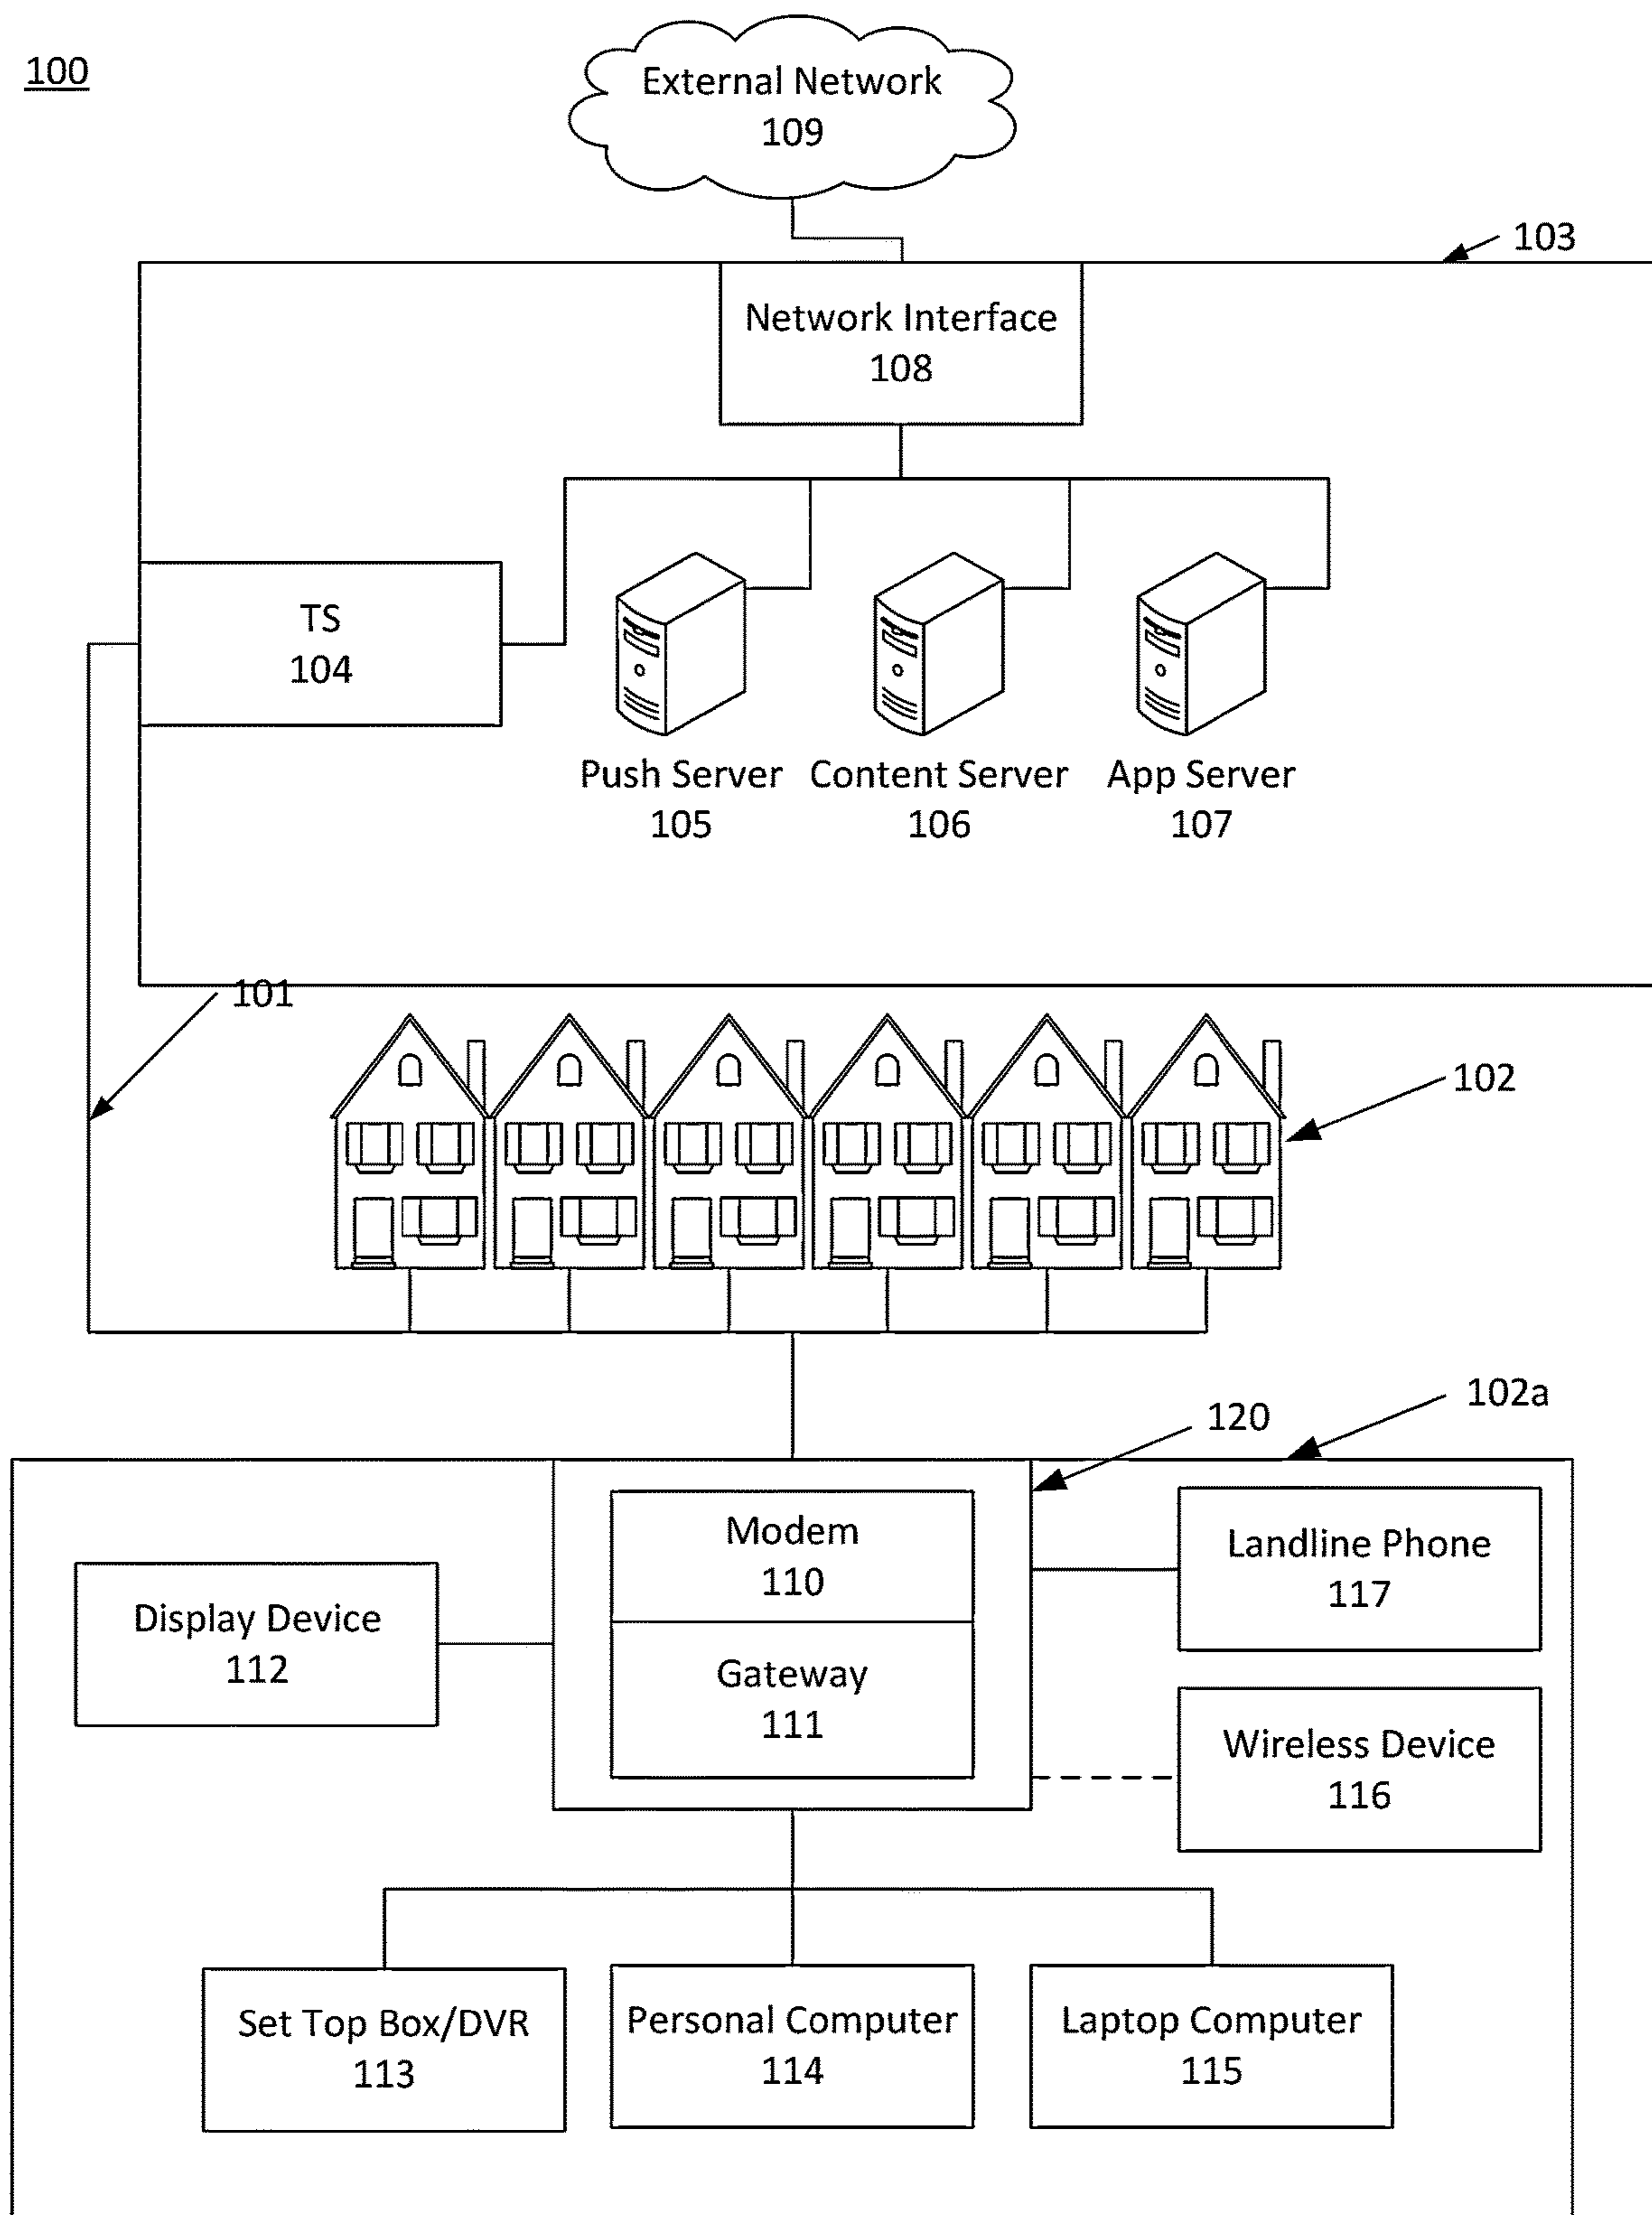 100
External Network
109
103
Network Interface
108
TS
104
Push Server
105
Content Server
106
App Server
107
101
102
102a
120
Modem
110
Landline Phone
117
Display Device
112
Gateway
111
Wireless Device
116
Set Top Box/DVR
113
Personal Computer
114
Laptop Computer
115